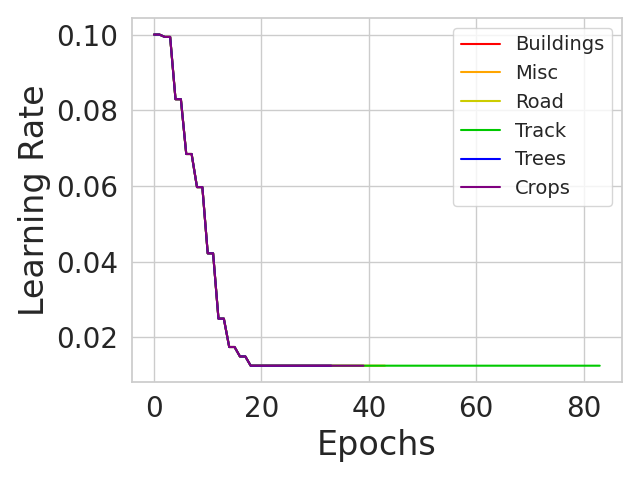 0.10
0.08
0.06
0.04
0.02
Learning Rate
0 20 40 60 80
Epochs
Buildings
Misc
Road
Track
Trees
Crops